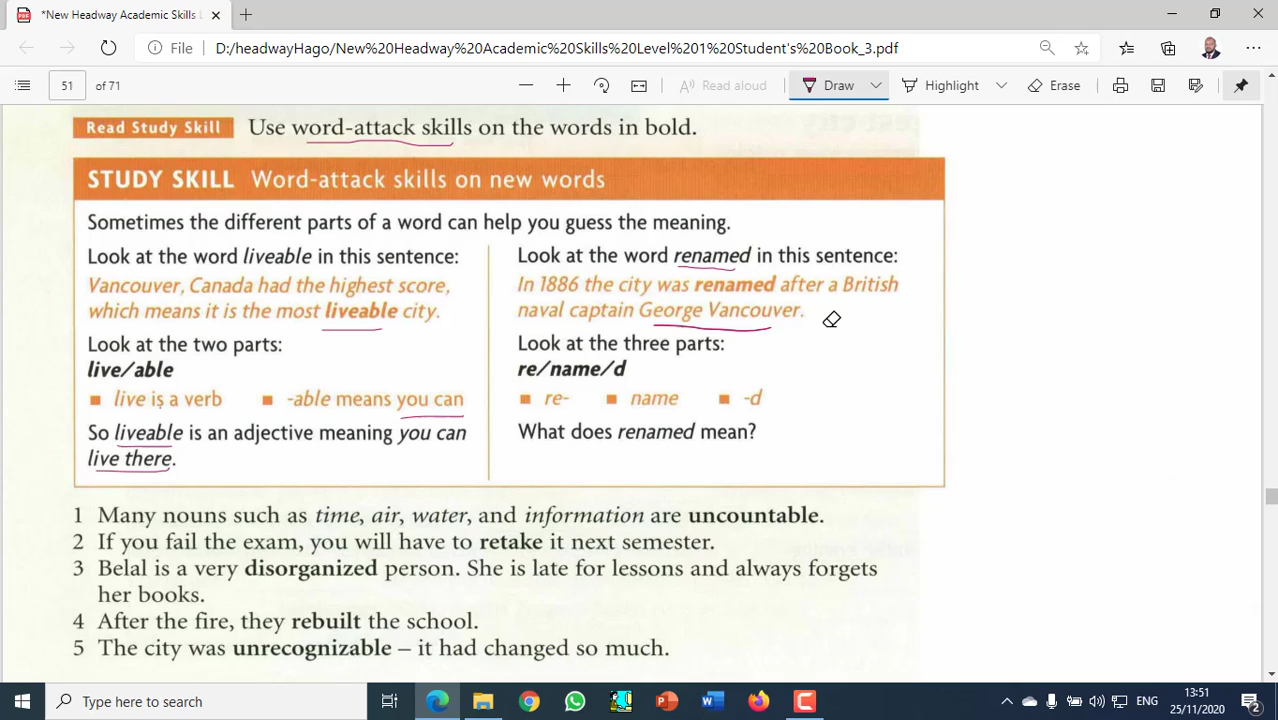 *New Headway Academic Skills L
File
D:/headwayHago/New%20Headway%20Academic%20Skills%20Level%201%20Student's%20Book_3.pdf
51 of 71
Read aloud
Draw
Highlight
Erase
Read Study Skill Use word-attack skills on the words in bold.
STUDY SKILL Word-attack skills on new words
Sometimes the different parts of a word can help you guess the meaning.
Look at the word liveable in this sentence:
Vancouver, Canada had the highest score,
which means it is the most liveable city.
Look at the two parts:
live/able
■ live is a verb ■ -able means you can
So liveable is an adjective meaning you can
live there.
Look at the word renamed in this sentence:
In 1886 the city was renamed after a British
naval captain George Vancouver.
Look at the three parts:
re/name/d
■ re- ■ name ■ -d
What does renamed mean?
1 Many nouns such as time, air, water, and information are uncountable.
2 If you fail the exam, you will have to retake it next semester.
3 Belal is a very disorganized person. She is late for lessons and always forgets
her books.
4 After the fire, they rebuilt the school.
5 The city was unrecognizable – it had changed so much.
Type here to search
ENG
13:51
25/11/2020
2